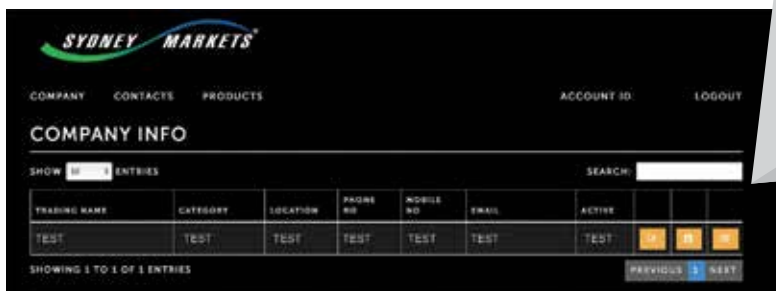 SYDNEY MARKETS
COMPANY CONTACTS PRODUCTS ACCOUNT ID LOGOUT
COMPANY INFO
SHOW ENTRIES SEARCH:
TRADING NAME CATEGORY LOCATION PHONE NO MOBILE NO EMAIL ACTIVE
TEST TEST TEST TEST TEST TEST TEST
SHOWING 1 TO 1 OF 1 ENTRIES PREVIOUS 1 NEXT